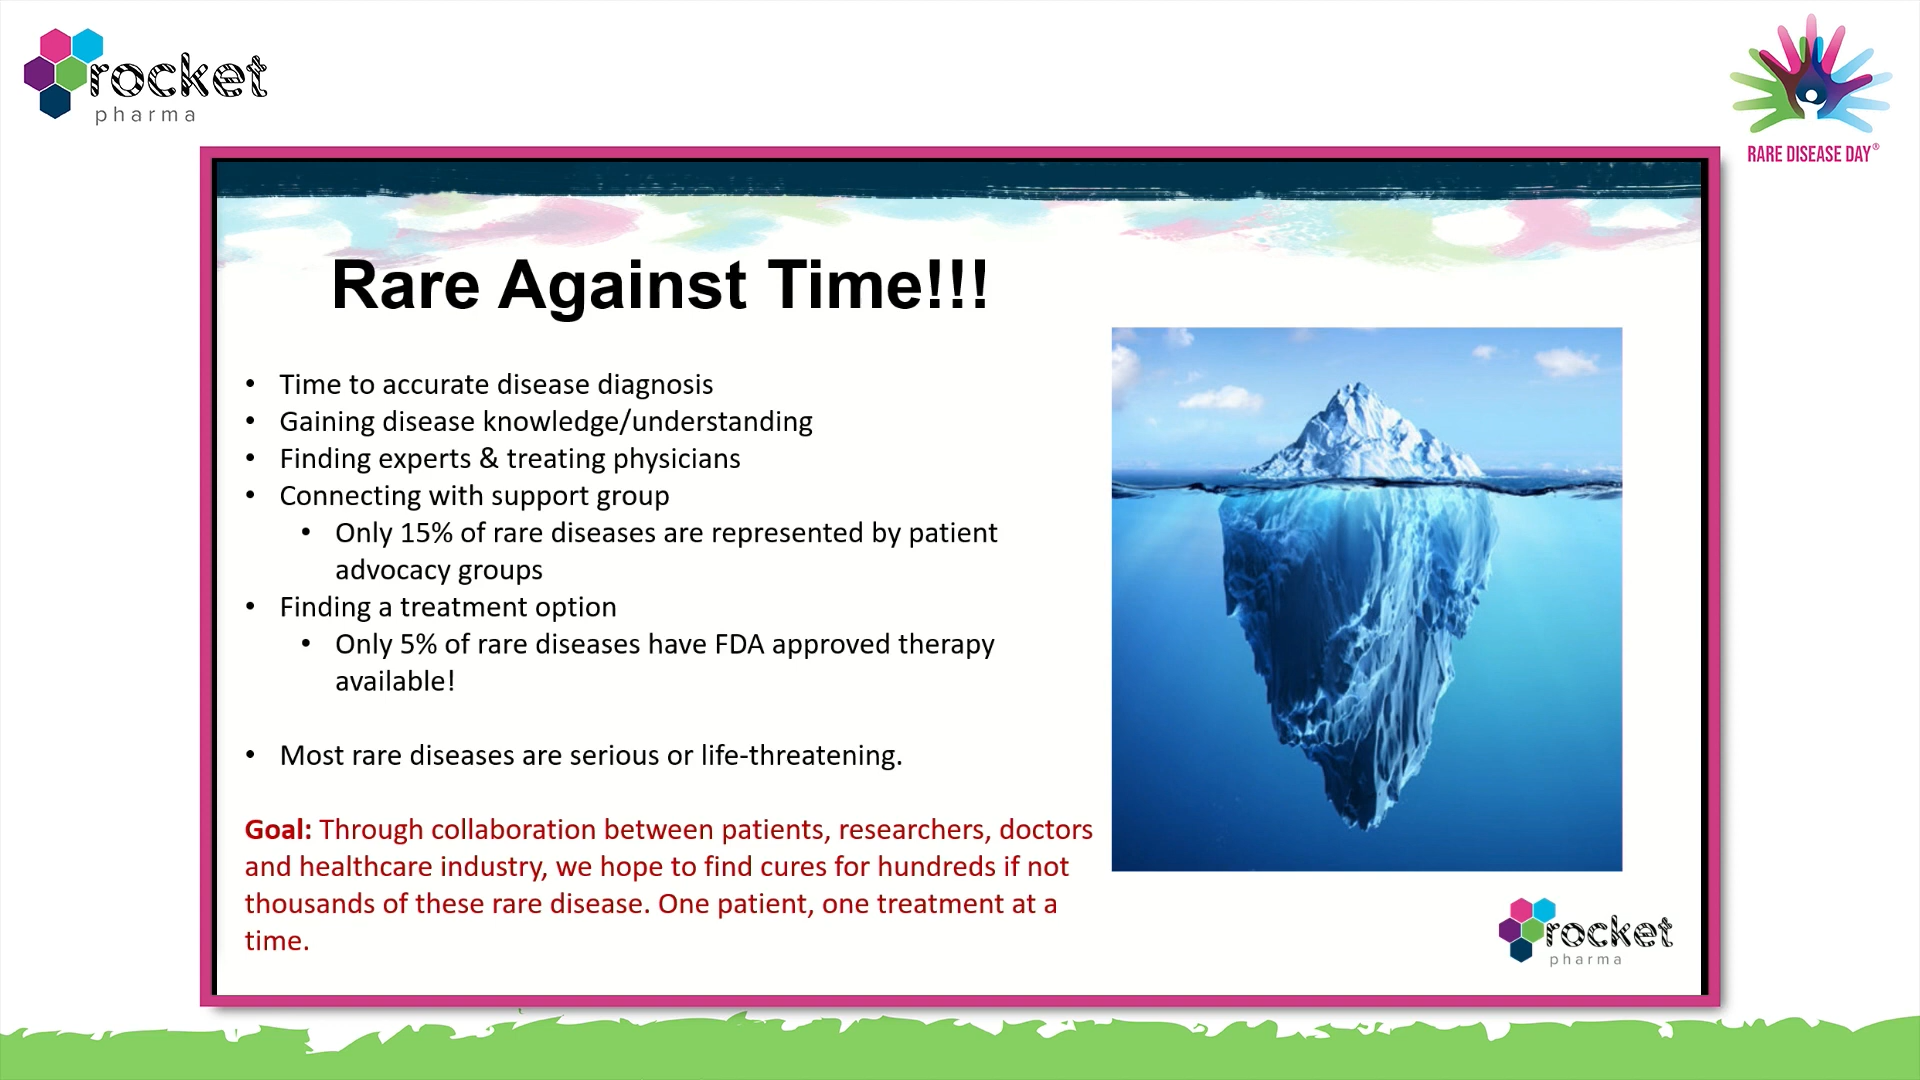 rocket
pharma
RARE DISEASE DAY®
Rare Against Time!!!
• Time to accurate disease diagnosis
• Gaining disease knowledge/understanding
• Finding experts & treating physicians
• Connecting with support group
• Only 15% of rare diseases are represented by patient
advocacy groups
• Finding a treatment option
• Only 5% of rare diseases have FDA approved therapy
available!
• Most rare diseases are serious or life-threatening.
Goal: Through collaboration between patients, researchers, doctors
and healthcare industry, we hope to find cures for hundreds if not
thousands of these rare disease. One patient, one treatment at a
time.
rocket
pharma